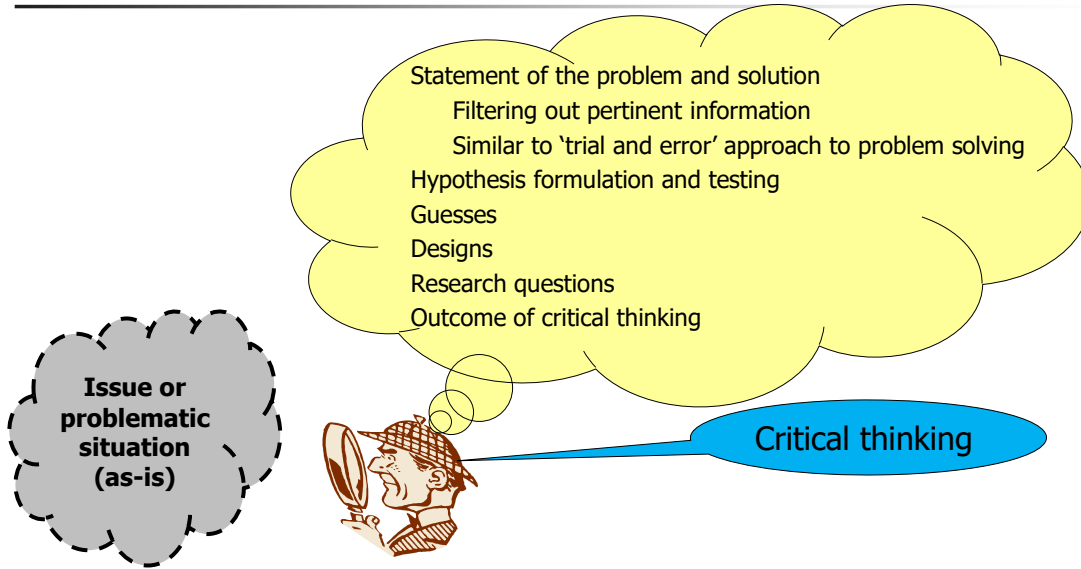 Statement of the problem and solution
Filtering out pertinent information
Similar to ‘trial and error’ approach to problem solving
Hypothesis formulation and testing
Guesses
Designs
Research questions
Outcome of critical thinking
Issue or
problematic
situation
(as-is)
Critical thinking